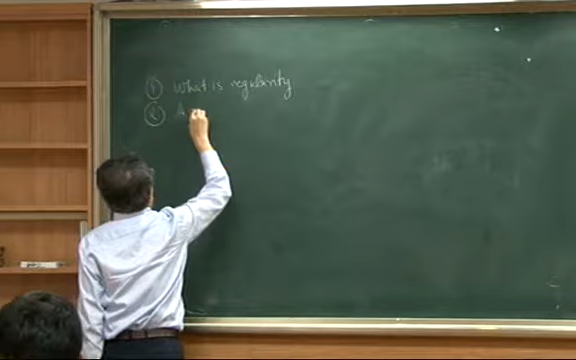 ① What is regularity
② A